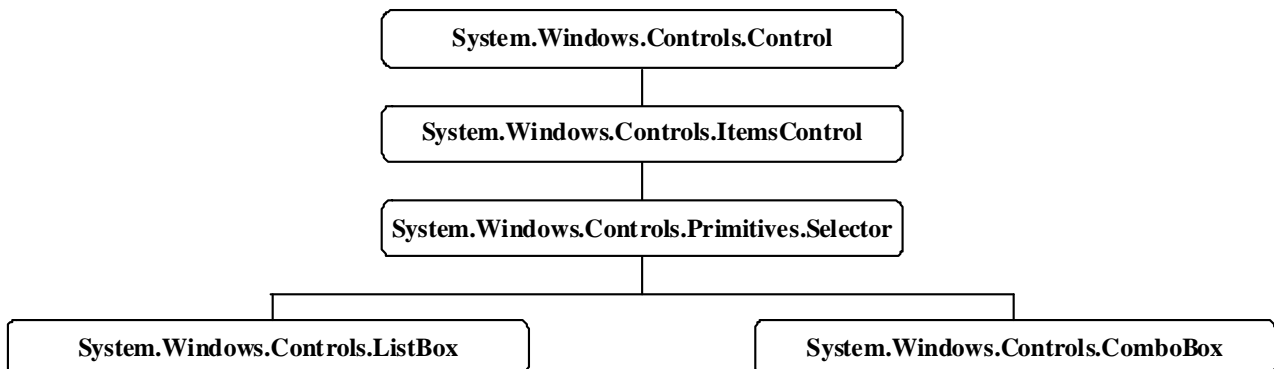 System.Windows.Controls.Control
System.Windows.Controls.ItemsControl
System.Windows.Controls.Primitives.Selector
System.Windows.Controls.ListBox
System.Windows.Controls.ComboBox